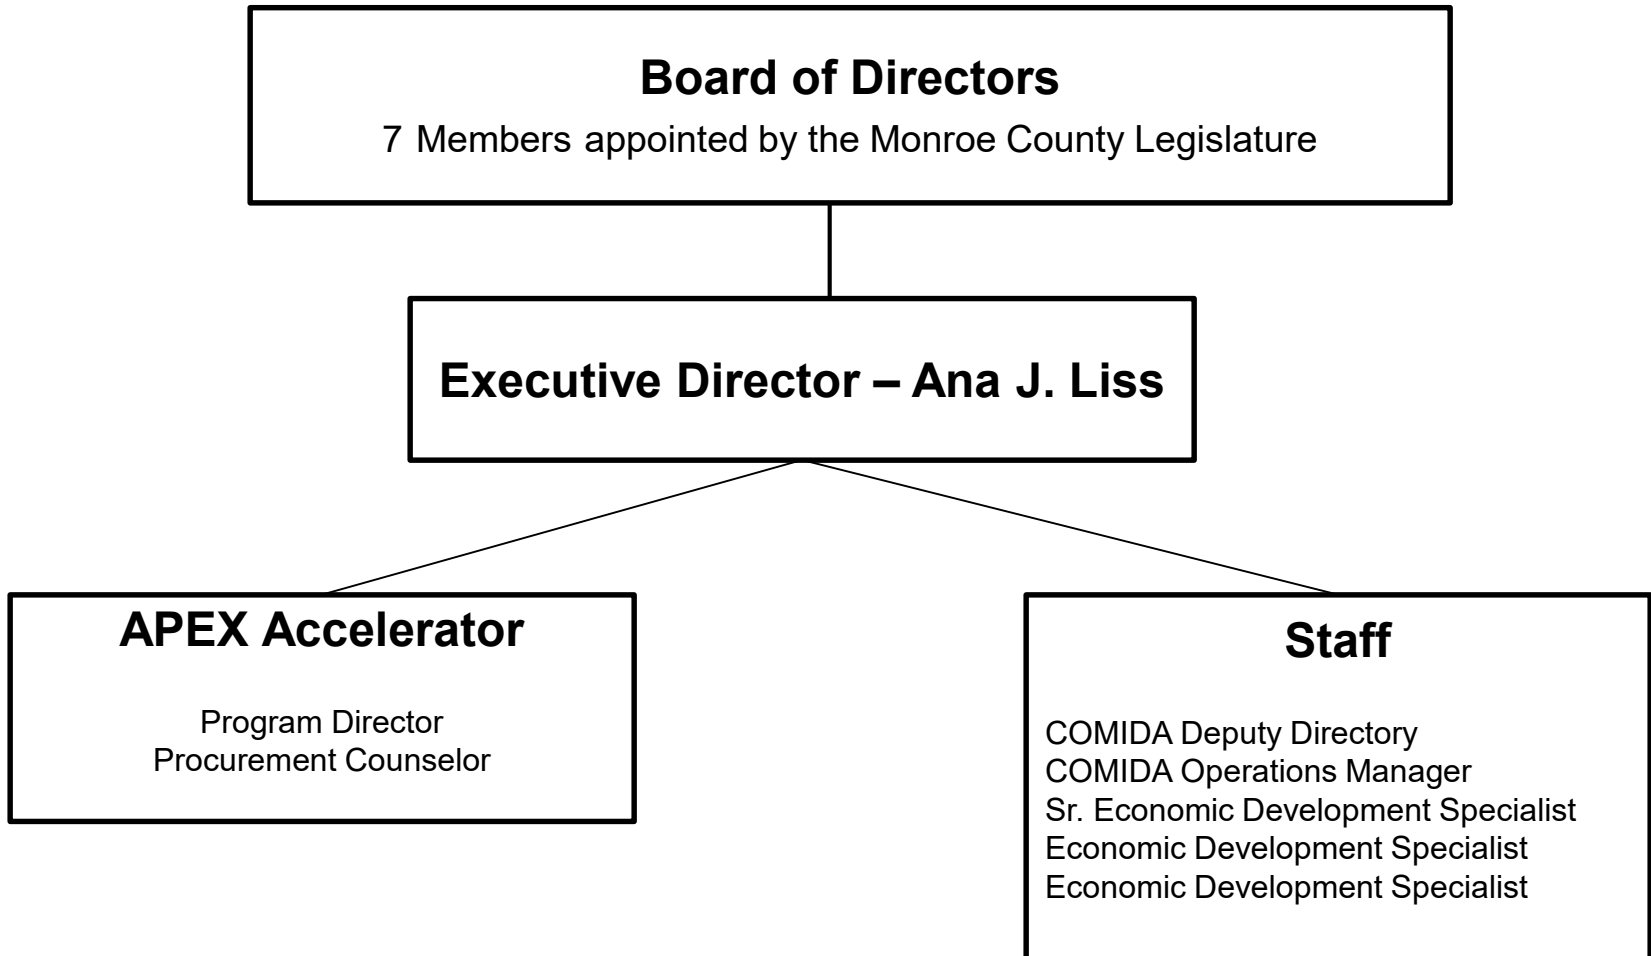 Board of Directors
7 Members appointed by the Monroe County Legislature
Executive Director – Ana J. Liss
APEX Accelerator
Program Director
Procurement Counselor
Staff
COMIDA Deputy Directory
COMIDA Operations Manager
Sr. Economic Development Specialist
Economic Development Specialist
Economic Development Specialist